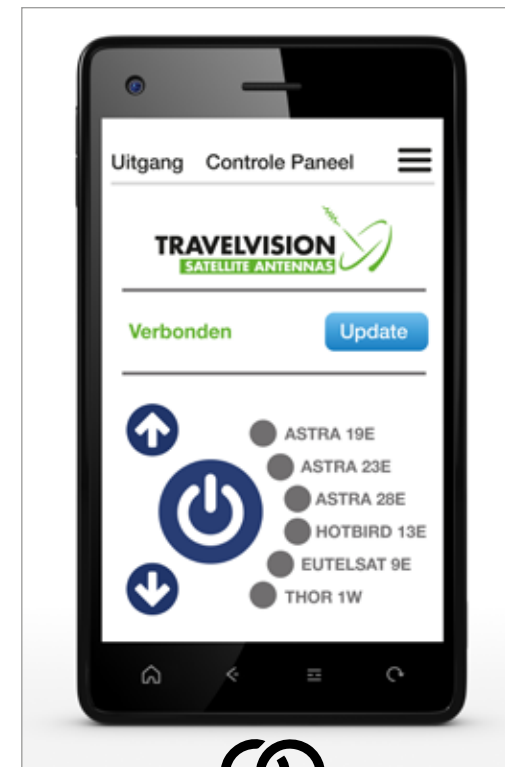 Uitgang Controle Paneel
TRAVELVISION
SATELLITE ANTENNAS
Verbonden Update
ASTRA 19E
ASTRA 23E
ASTRA 28E
HOTBIRD 13E
EUTELSAT 9E
THOR 1W